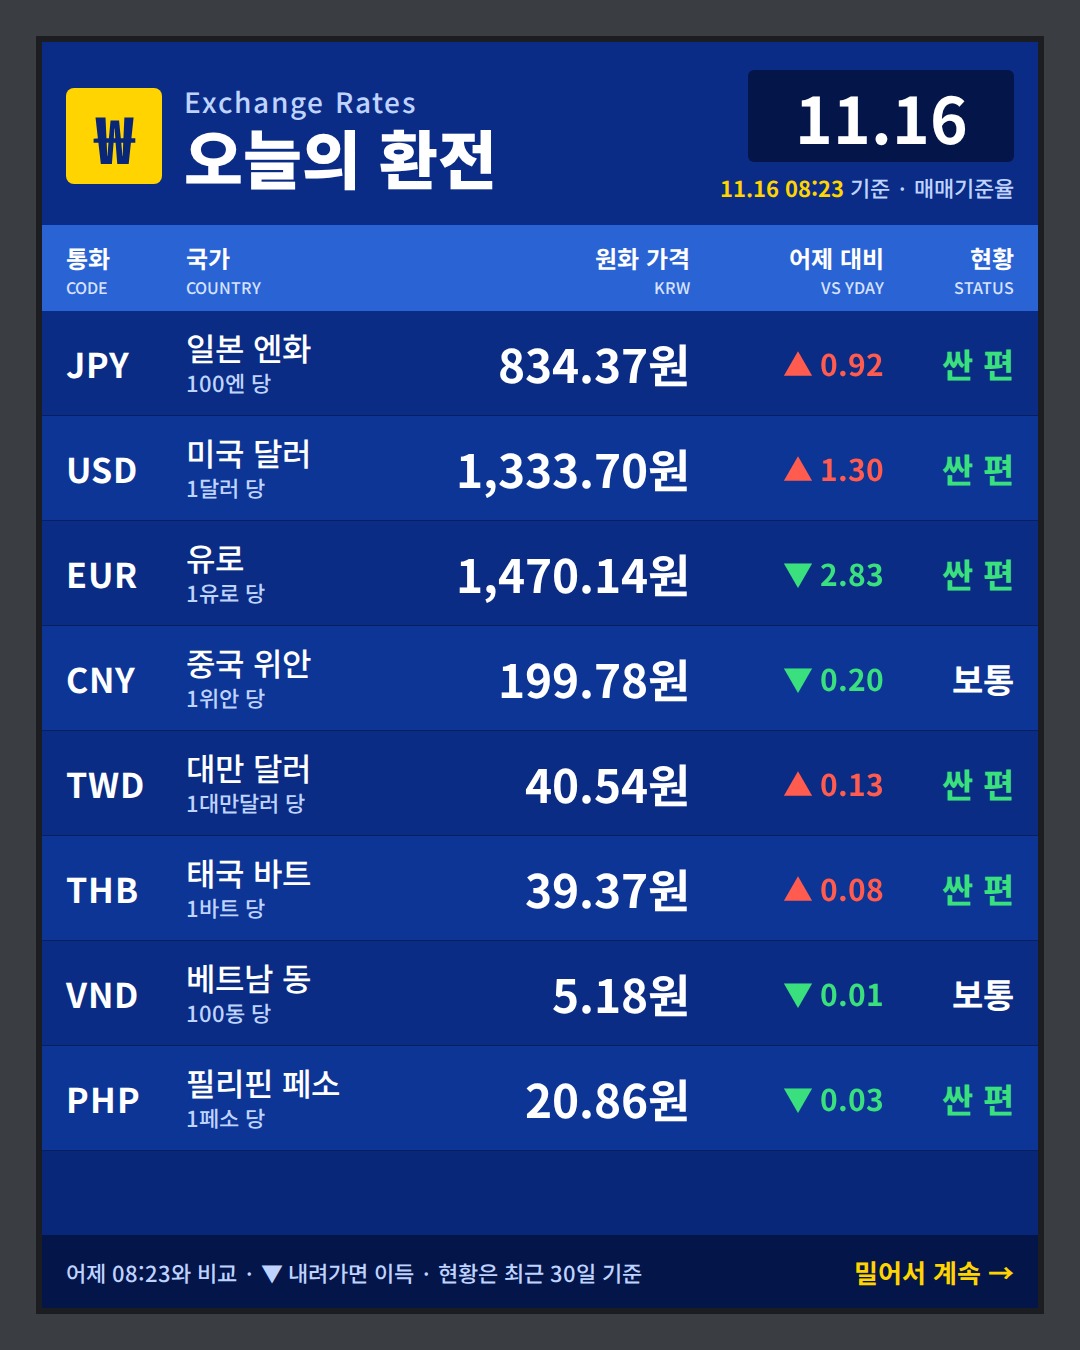 ₩
Exchange Rates
오늘의 환전
11.16
11.16 08:23 기준 · 매매기준율
통화 국가 원화 가격 어제 대비 현황
CODE COUNTRY KRW VS YDAY STATUS
JPY 일본 엔화 834.37원 ▲ 0.92 싼 편
100엔 당
USD 미국 달러 1,333.70원 ▲ 1.30 싼 편
1달러 당
EUR 유로 1,470.14원 ▼ 2.83 싼 편
1유로 당
CNY 중국 위안 199.78원 ▼ 0.20 보통
1위안 당
TWD 대만 달러 40.54원 ▲ 0.13 싼 편
1대만달러 당
THB 태국 바트 39.37원 ▲ 0.08 싼 편
1바트 당
VND 베트남 동 5.18원 ▼ 0.01 보통
100동 당
PHP 필리핀 페소 20.86원 ▼ 0.03 싼 편
1페소 당
어제 08:23와 비교 · ▼ 내려가면 이득 · 현황은 최근 30일 기준
밀어서 계속 →